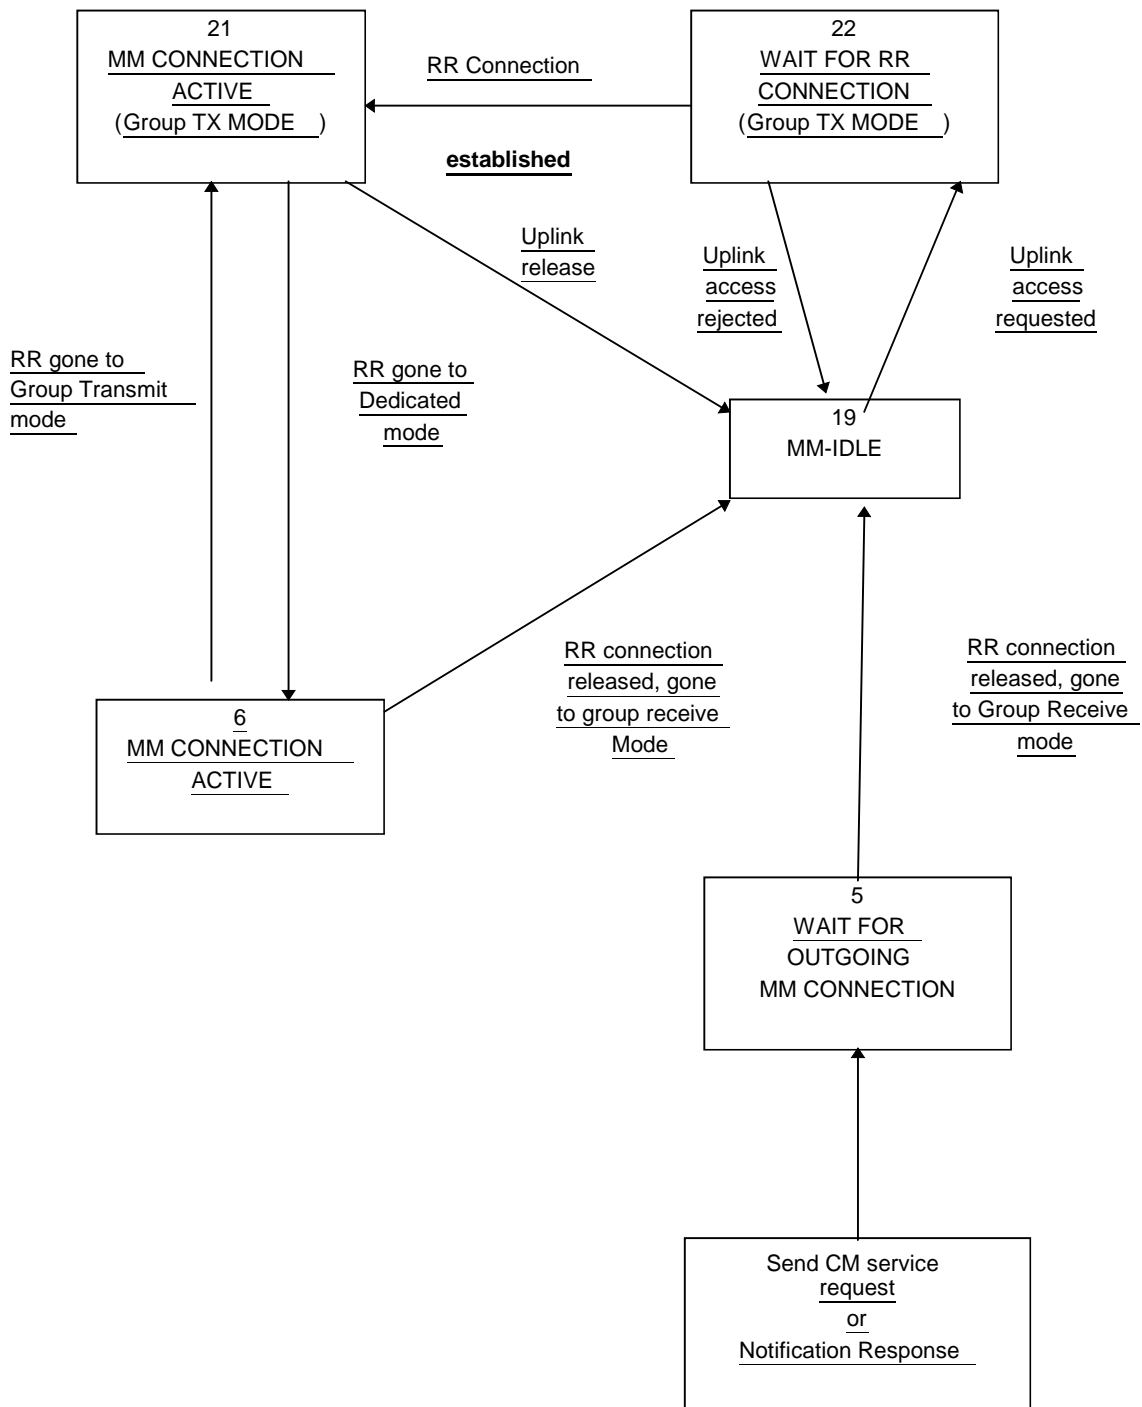 21
MM CONNECTION
ACTIVE
(Group TX MODE )
RR Connection
established
22
WAIT FOR RR
CONNECTION
(Group TX MODE )
Uplink
release
Uplink
access
rejected
Uplink
access
requested
RR gone to
Group Transmit
mode
RR gone to
Dedicated
mode
19
MM-IDLE
RR connection
released, gone
to group receive
Mode
RR connection
released, gone
to Group Receive
mode
6
MM CONNECTION
ACTIVE
5
WAIT FOR
OUTGOING
MM CONNECTION
Send CM service
request
or
Notification Response